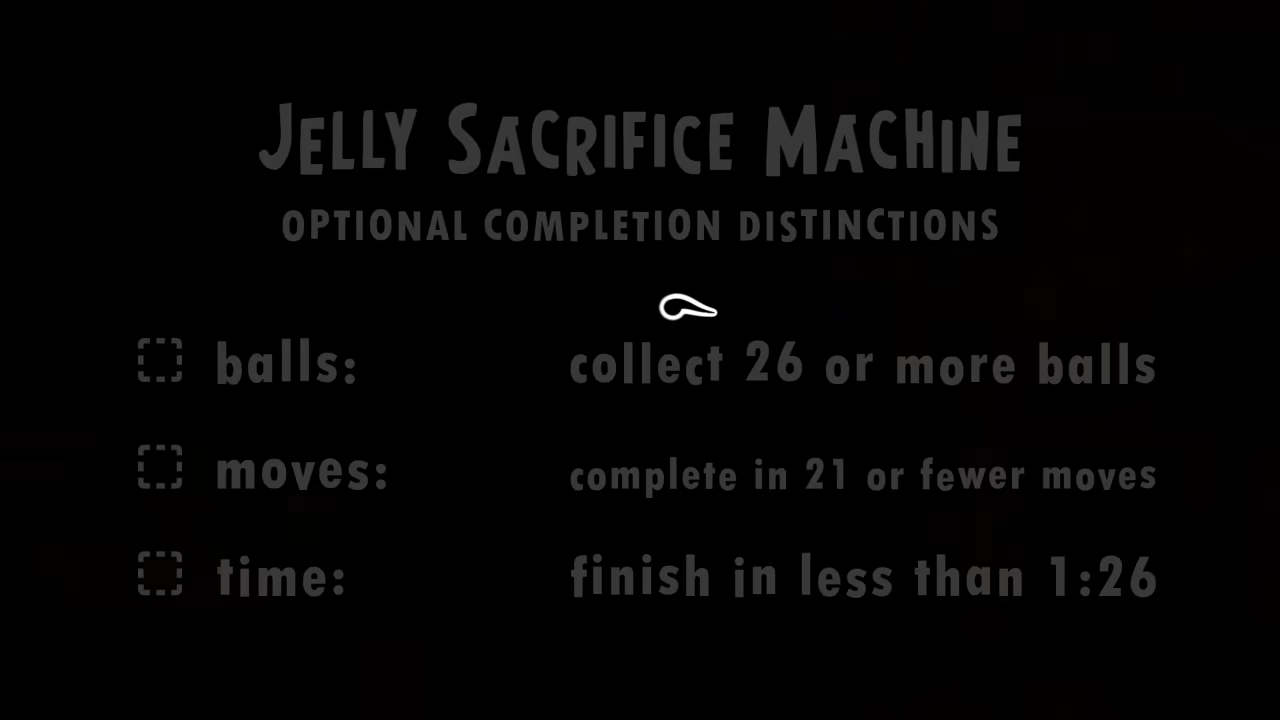 Jelly Sacrifice Machine
OPTIONAL COMPLETION DISTINCTIONS
balls: collect 26 or more balls
moves: complete in 21 or fewer moves
time: finish in less than 1:26